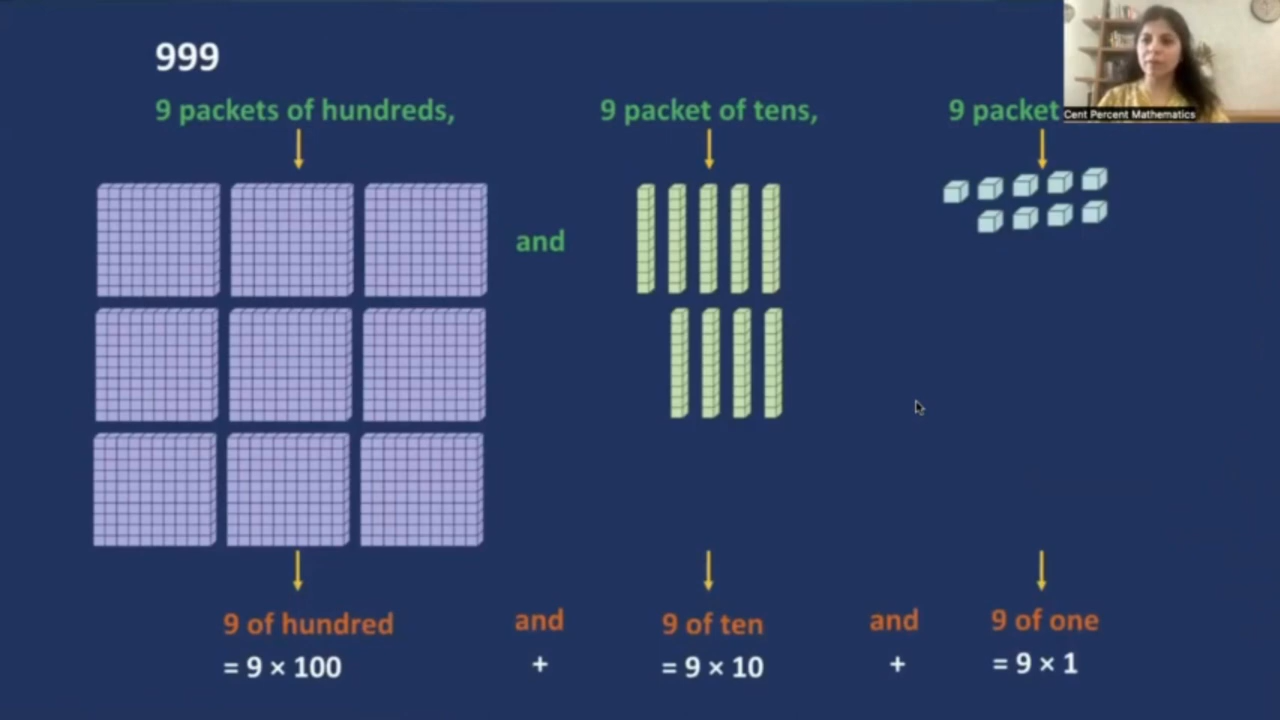 999
9 packets of hundreds, 9 packet of tens, 9 packet
Cent Percent Mathematics
and
9 of hundred and 9 of ten and 9 of one
= 9 × 100 + = 9 × 10 + = 9 × 1